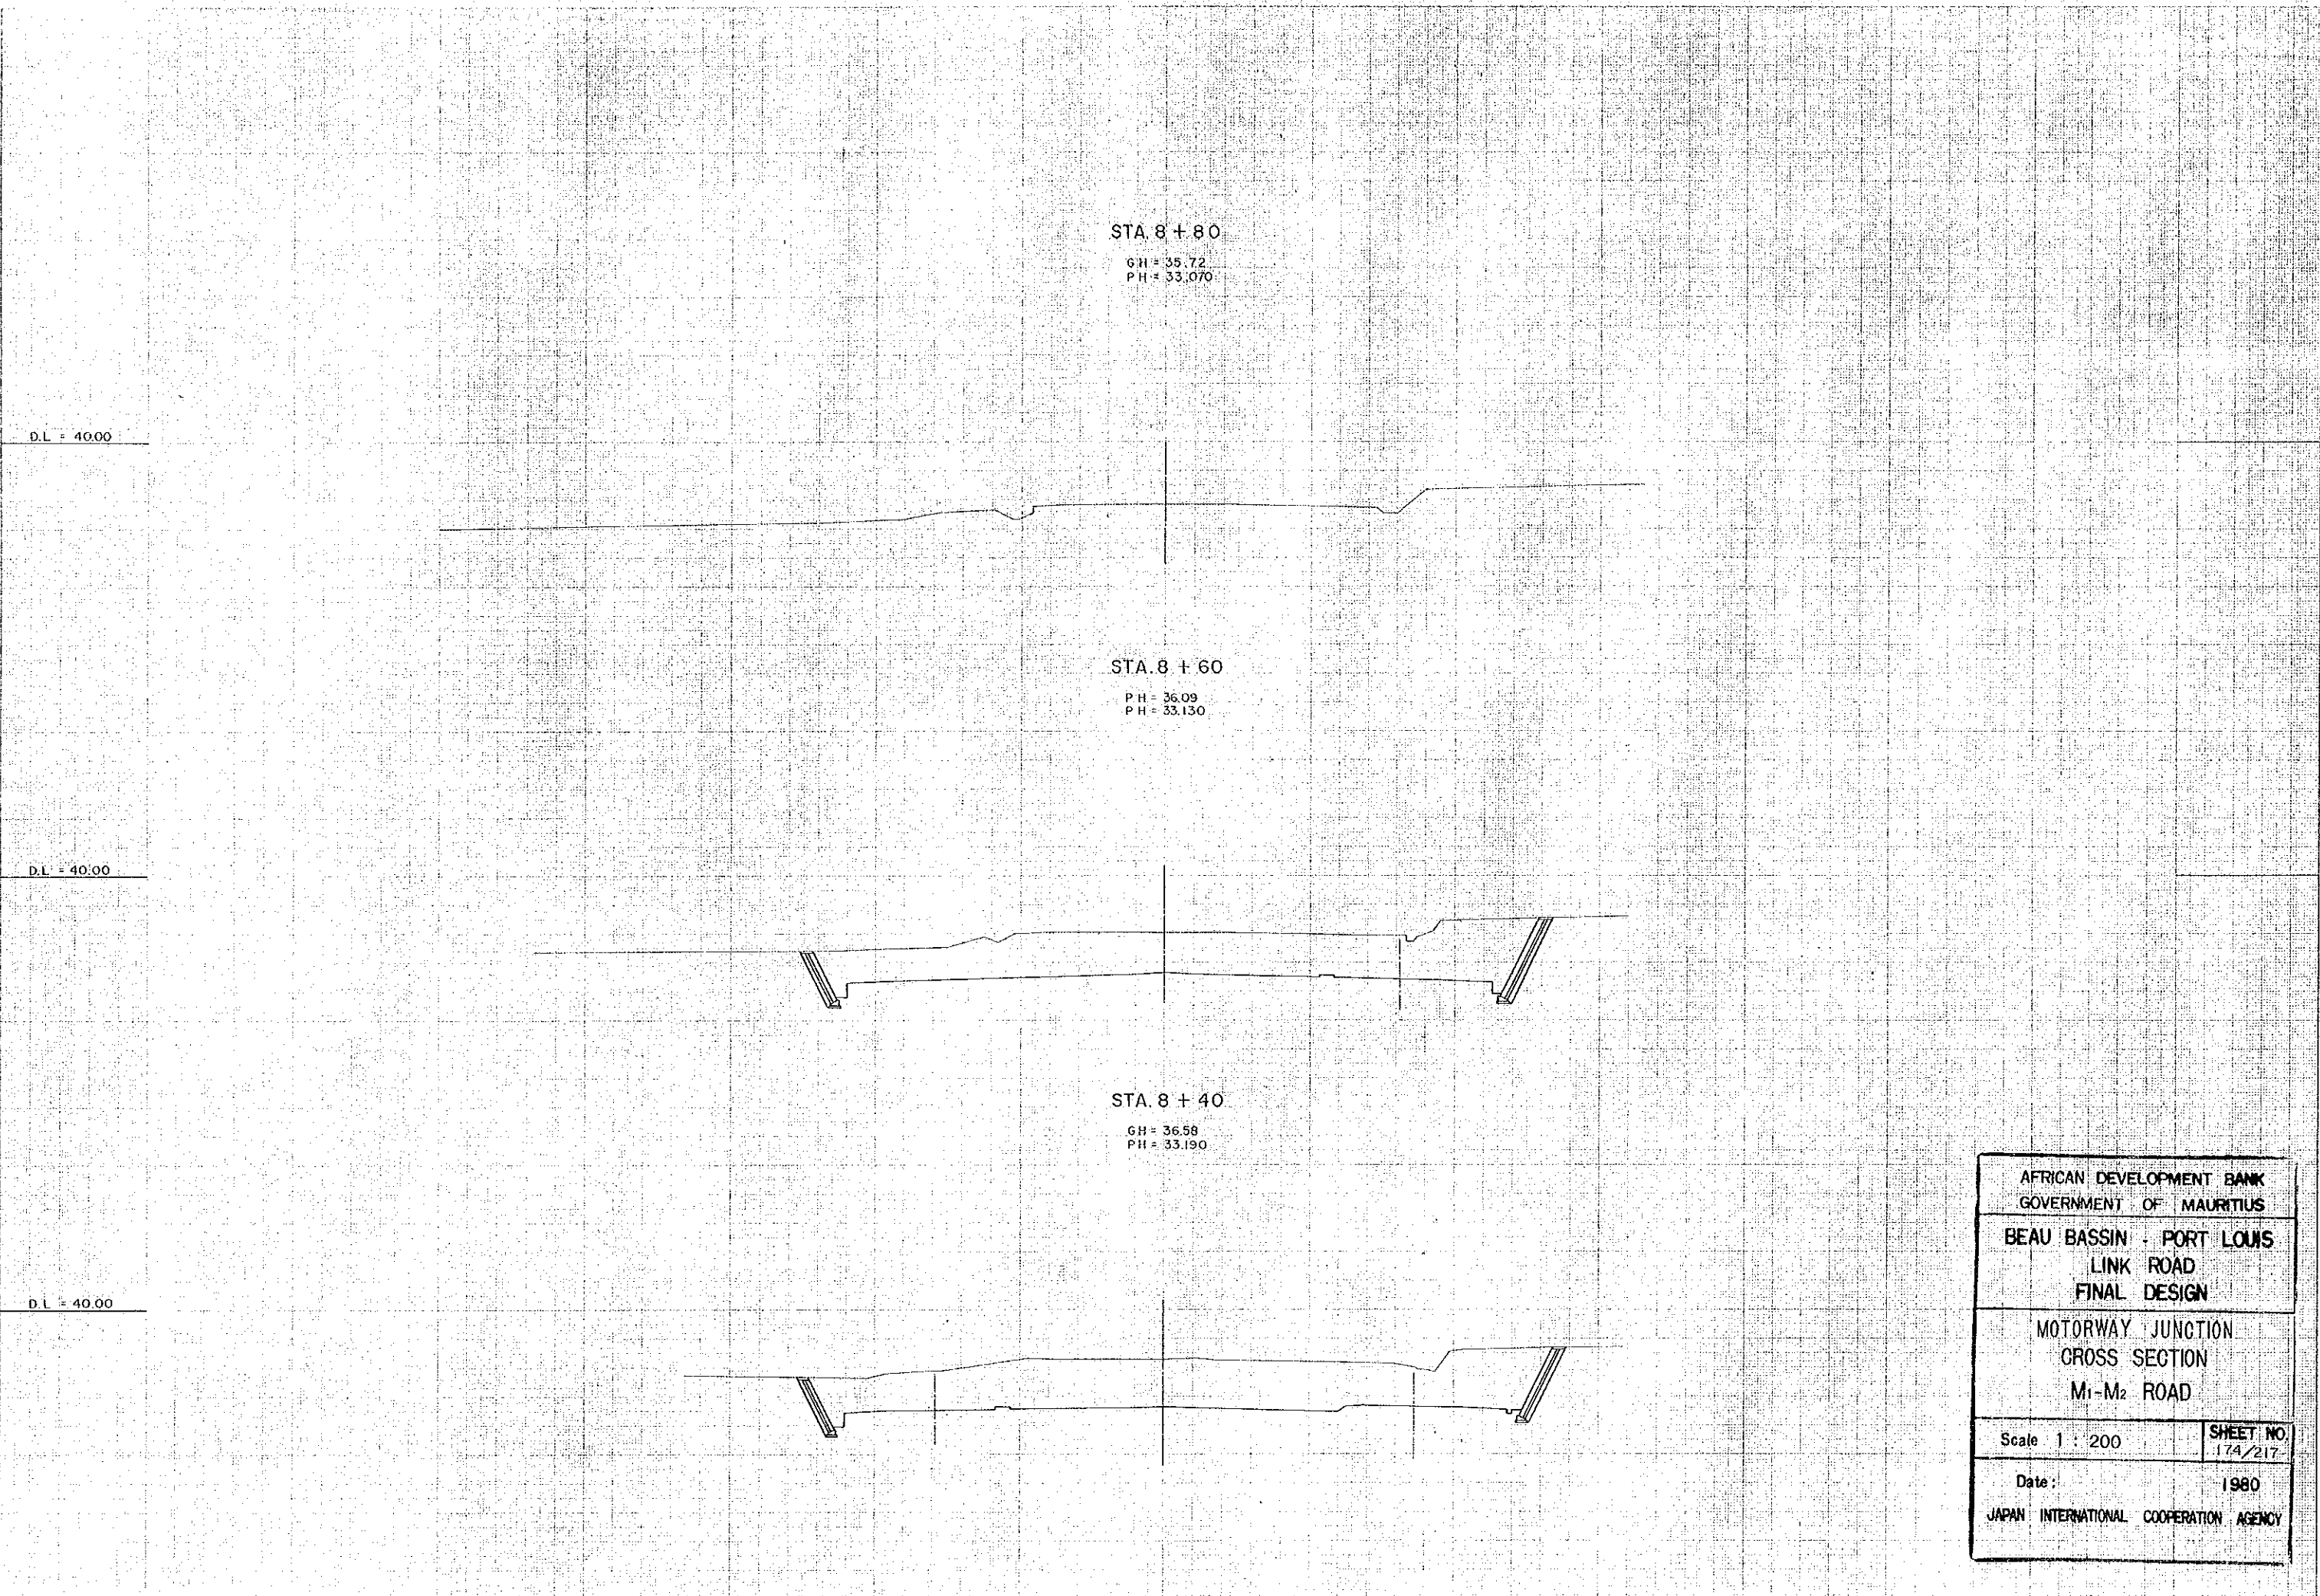 STA. 8 + 80
GH = 35.72
PH = 33.070
D.L = 40.00
STA. 8 + 60
PH = 36.09
PH = 33.130
D.L = 40.00
STA. 8 + 40
GH = 36.58
PH = 33.190
D.L = 40.00
AFRICAN DEVELOPMENT BANK
GOVERNMENT OF MAURITIUS
BEAU BASSIN - PORT LOUIS
LINK ROAD
FINAL DESIGN
MOTORWAY JUNCTION
CROSS SECTION
M1-M2 ROAD
Scale 1 : 200
SHEET NO.
174/217
Date : 1980
JAPAN INTERNATIONAL COOPERATION AGENCY